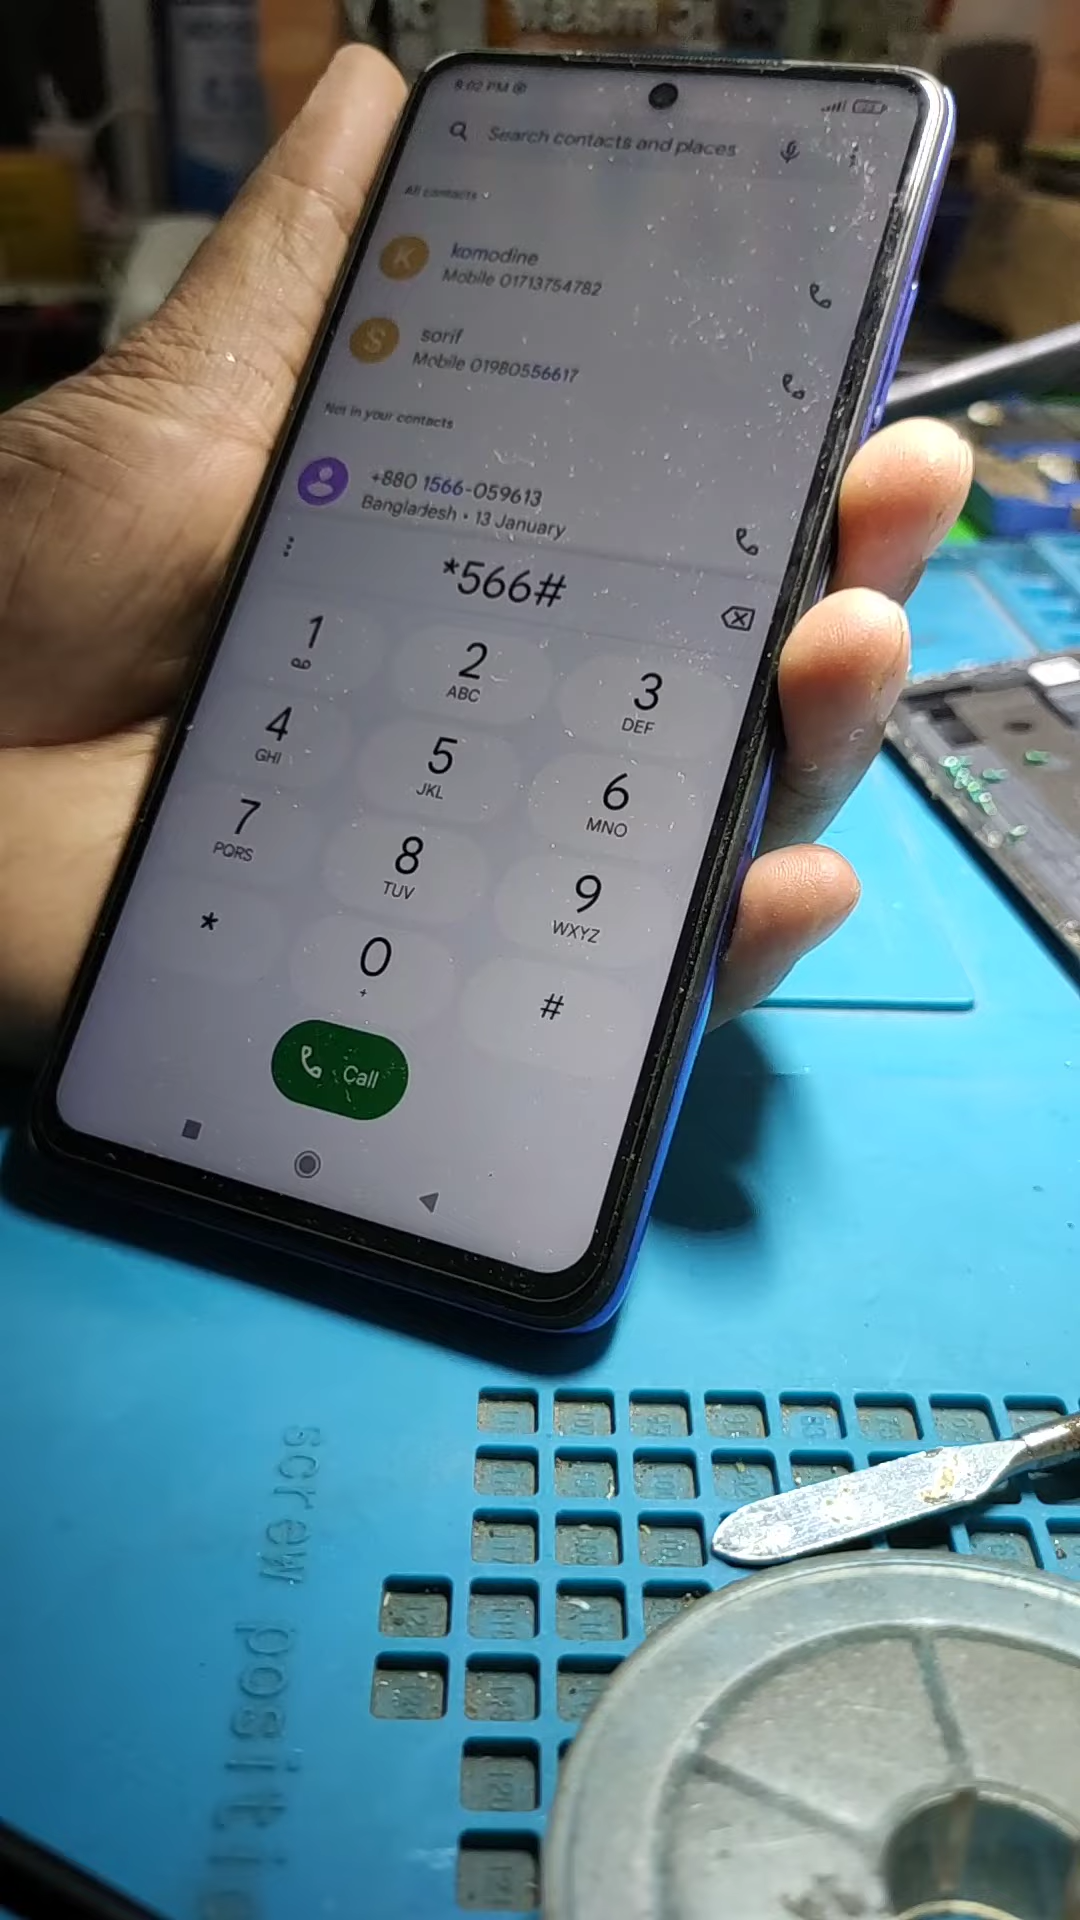 8:02 PM
Search contacts and places
All contacts
K
komodine
Mobile 01713754782
S
sorif
Mobile 01980556617
Not in your contacts
+880 1566-059613
Bangladesh • 13 January
*566#
1
2
ABC
3
DEF
4
GHI
5
JKL
6
MNO
7
PQRS
8
TUV
9
WXYZ
*
0
+
#
Call
screw positio